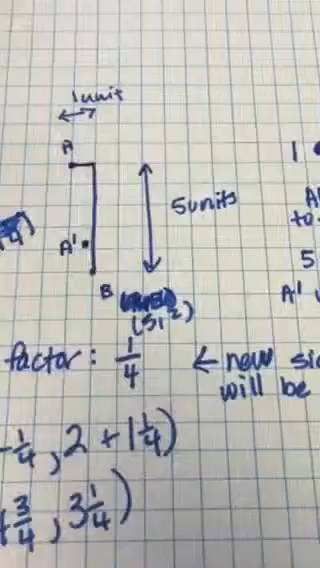 1 unit
A
5 units
A'
B
(5, 2)
1
A
to
5
A'
factor: 1/4 ← new si
will be
-1/4, 2 + 1 1/4)
3/4, 3 1/4)